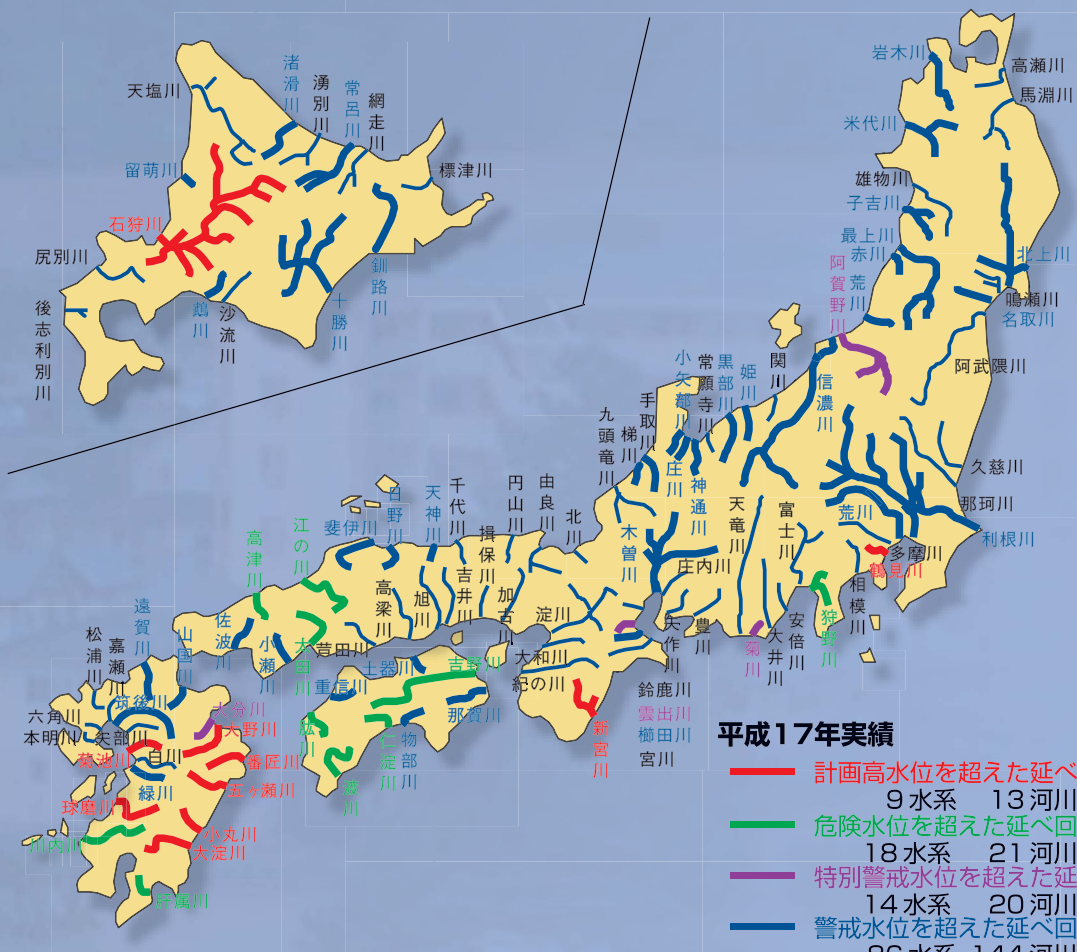 天塩川
渚滑川
湧別川
常呂川
網走川
留萌川
標津川
石狩川
尻別川
後志利別川
鵡川
沙流川
十勝川
釧路川
岩木川
高瀬川
馬淵川
米代川
雄物川
子吉川
最上川
赤川
荒川
阿賀野川
北上川
鳴瀬川
名取川
阿武隈川
信濃川
関川
姫川
黒部川
常願寺川
小矢部川
庄川
神通川
手取川
梯川
九頭竜川
久慈川
那珂川
利根川
荒川
多摩川
鶴見川
相模川
富士川
狩野川
安倍川
大井川
菊川
天竜川
豊川
矢作川
庄内川
木曽川
鈴鹿川
雲出川
櫛田川
宮川
新宮川
紀の川
大和川
淀川
北川
由良川
円山川
加古川
揖保川
千代川
吉井川
旭川
高梁川
天神川
日野川
斐伊川
江の川
高津川
芦田川
太田川
小瀬川
佐波川
土器川
吉野川
重信川
那賀川
物部川
仁淀川
渡川
肱川
遠賀川
山国川
松浦川
嘉瀬川
筑後川
六角川
本明川
矢部川
大分川
大野川
菊池川
白川
番匠川
緑川
五ヶ瀬川
球磨川
小丸川
大淀川
川内川
肝属川
平成17年実績
計画高水位を超えた延べ
9水系 13河川
危険水位を超えた延べ回
18水系 21河川
特別警戒水位を超えた延
14水系 20河川
警戒水位を超えた延べ回